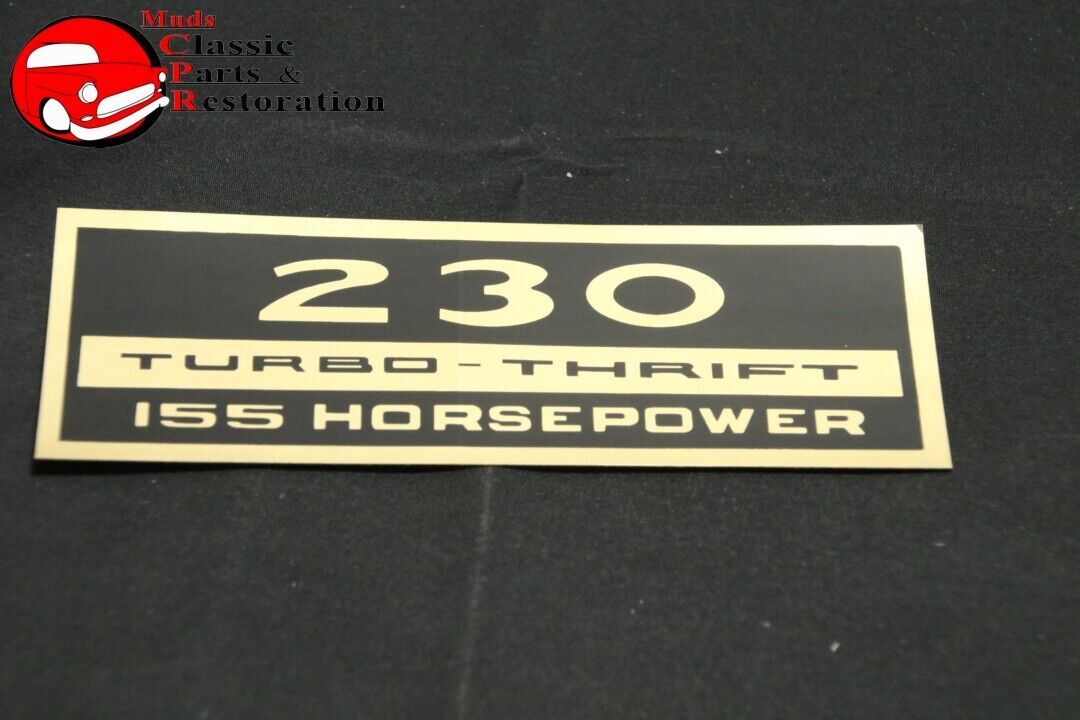 Muds
Classic
Parts &
Restoration
230
TURBO-THRIFT
155 HORSEPOWER